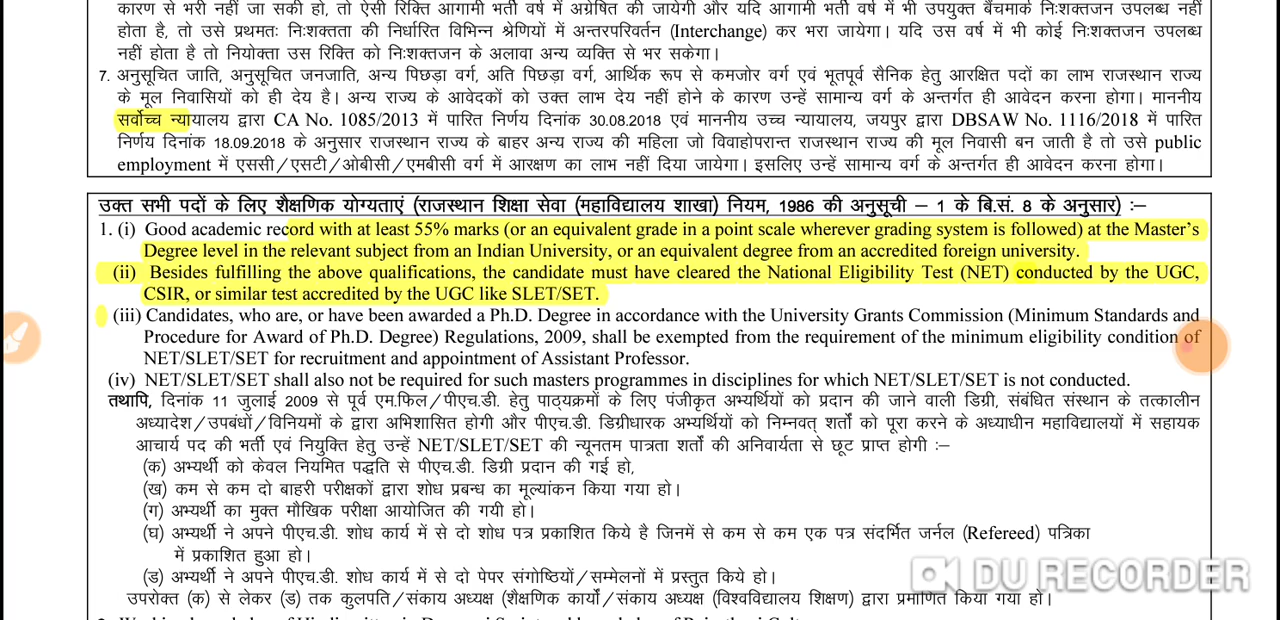 कारण से भरी नहीं जा सकी हो, तो ऐसी रिक्ति आगामी भर्ती वर्ष में अग्रेषित की जायेगी और यदि आगामी भर्ती वर्ष में भी उपयुक्त बैंचमार्क निःशक्तजन उपलब्ध नहीं
होता है, तो उसे प्रथमतः निःशक्तता की निर्धारित विभिन्न श्रेणियों में अन्तरपरिवर्तन (Interchange) कर भरा जायेगा। यदि उस वर्ष में भी कोई निःशक्तजन उपलब्ध
नहीं होता है तो नियोक्ता उस रिक्ति को निःशक्तजन के अलावा अन्य व्यक्ति से भर सकेगा।
7. अनुसूचित जाति, अनुसूचित जनजाति, अन्य पिछड़ा वर्ग, अति पिछड़ा वर्ग, आर्थिक रूप से कमजोर वर्ग एवं भूतपूर्व सैनिक हेतु आरक्षित पदों का लाभ राजस्थान राज्य
के मूल निवासियों को ही देय है। अन्य राज्य के आवेदकों को उक्त लाभ देय नहीं होने के कारण उन्हें सामान्य वर्ग के अन्तर्गत ही आवेदन करना होगा। माननीय
सर्वोच्च न्यायालय द्वारा CA No. 1085/2013 में पारित निर्णय दिनांक 30.08.2018 एवं माननीय उच्च न्यायालय, जयपुर द्वारा DBSAW No. 1116/2018 में पारित
निर्णय दिनांक 18.09.2018 के अनुसार राजस्थान राज्य के बाहर अन्य राज्य की महिला जो विवाहोपरान्त राजस्थान राज्य की मूल निवासी बन जाती है तो उसे public
employment में एससी/एसटी/ओबीसी/एमबीसी वर्ग में आरक्षण का लाभ नहीं दिया जायेगा। इसलिए उन्हें सामान्य वर्ग के अन्तर्गत ही आवेदन करना होगा।
उक्त सभी पदों के लिए शैक्षणिक योग्यताएं (राजस्थान शिक्षा सेवा (महाविद्यालय शाखा) नियम, 1986 की अनुसूची – 1 के बि.सं. 8 के अनुसार) :–
1. (i) Good academic record with at least 55% marks (or an equivalent grade in a point scale wherever grading system is followed) at the Master's
Degree level in the relevant subject from an Indian University, or an equivalent degree from an accredited foreign university.
(ii) Besides fulfilling the above qualifications, the candidate must have cleared the National Eligibility Test (NET) conducted by the UGC,
CSIR, or similar test accredited by the UGC like SLET/SET.
(iii) Candidates, who are, or have been awarded a Ph.D. Degree in accordance with the University Grants Commission (Minimum Standards and
Procedure for Award of Ph.D. Degree) Regulations, 2009, shall be exempted from the requirement of the minimum eligibility condition of
NET/SLET/SET for recruitment and appointment of Assistant Professor.
(iv) NET/SLET/SET shall also not be required for such masters programmes in disciplines for which NET/SLET/SET is not conducted.
तथापि, दिनांक 11 जुलाई 2009 से पूर्व एम.फिल/पीएच.डी. हेतु पाठ्यक्रमों के लिए पंजीकृत अभ्यर्थियों को प्रदान की जाने वाली डिग्री, संबंधित संस्थान के तत्कालीन
अध्यादेश/उपबंधों/विनियमों के द्वारा अभिशासित होगी और पीएच.डी. डिग्रीधारक अभ्यर्थियों को निम्नवत् शर्तों को पूरा करने के अध्याधीन महाविद्यालयों में सहायक
आचार्य पद की भर्ती एवं नियुक्ति हेतु उन्हें NET/SLET/SET की न्यूनतम पात्रता शर्तों की अनिवार्यता से छूट प्राप्त होगी :–
(क) अभ्यर्थी को केवल नियमित पद्धति से पीएच.डी. डिग्री प्रदान की गई हो,
(ख) कम से कम दो बाहरी परीक्षकों द्वारा शोध प्रबन्ध का मूल्यांकन किया गया हो।
(ग) अभ्यर्थी का मुक्त मौखिक परीक्षा आयोजित की गयी हो।
(घ) अभ्यर्थी ने अपने पीएच.डी. शोध कार्य में से दो शोध पत्र प्रकाशित किये है जिनमें से कम से कम एक पत्र संदर्भित जर्नल (Refereed) पत्रिका
में प्रकाशित हुआ हो।
(ड) अभ्यर्थी ने अपने पीएच.डी. शोध कार्य में से दो पेपर संगोष्ठियों/सम्मेलनों में प्रस्तुत किये हो।
DU RECORDER
उपरोक्त (क) से लेकर (ड) तक कुलपति/संकाय अध्यक्ष (शैक्षणिक कार्यो/संकाय अध्यक्ष (विश्वविद्यालय शिक्षण) द्वारा प्रमाणित किया गया हो।